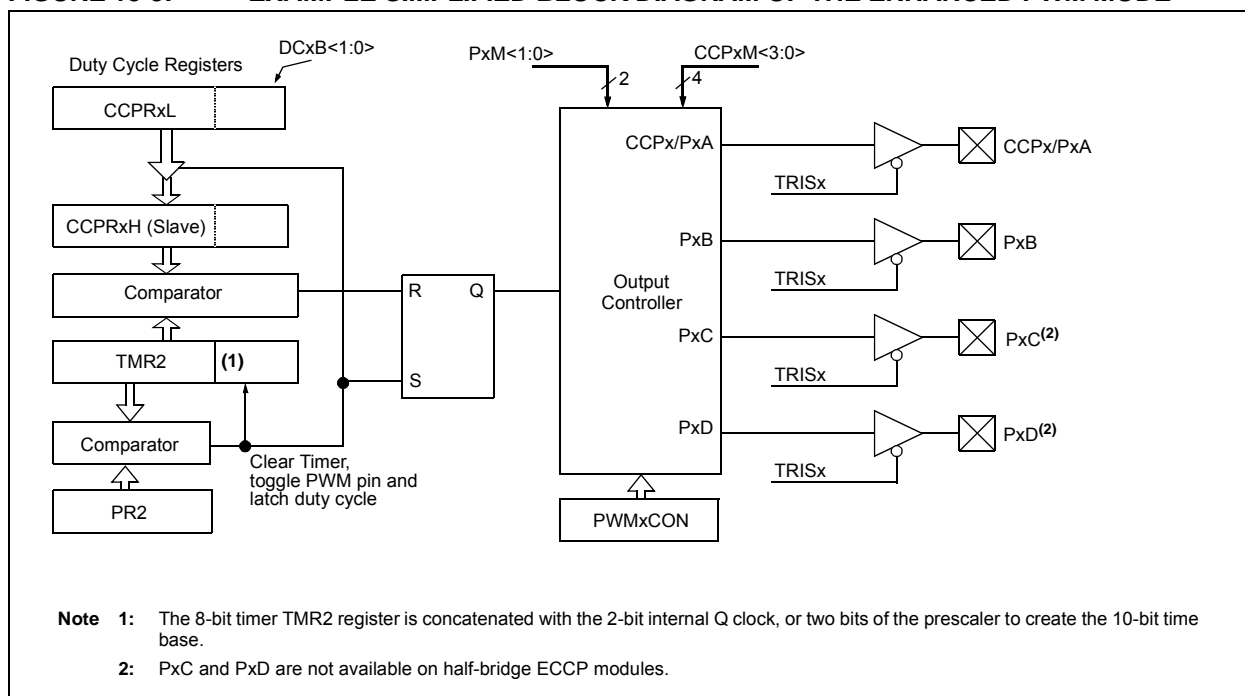 DCxB<1:0>
Duty Cycle Registers
CCPRxL
CCPRxH (Slave)
Comparator
TMR2
(1)
Comparator
PR2
Clear Timer,
toggle PWM pin and
latch duty cycle
R
Q
S
PxM<1:0>
2
CCPxM<3:0>
4
Output
Controller
CCPx/PxA
PxB
PxC
PxD
PWMxCON
TRISx
CCPx/PxA
TRISx
PxB
TRISx
PxC(2)
TRISx
PxD(2)
Note 1: The 8-bit timer TMR2 register is concatenated with the 2-bit internal Q clock, or two bits of the prescaler to create the 10-bit time
base.
2: PxC and PxD are not available on half-bridge ECCP modules.